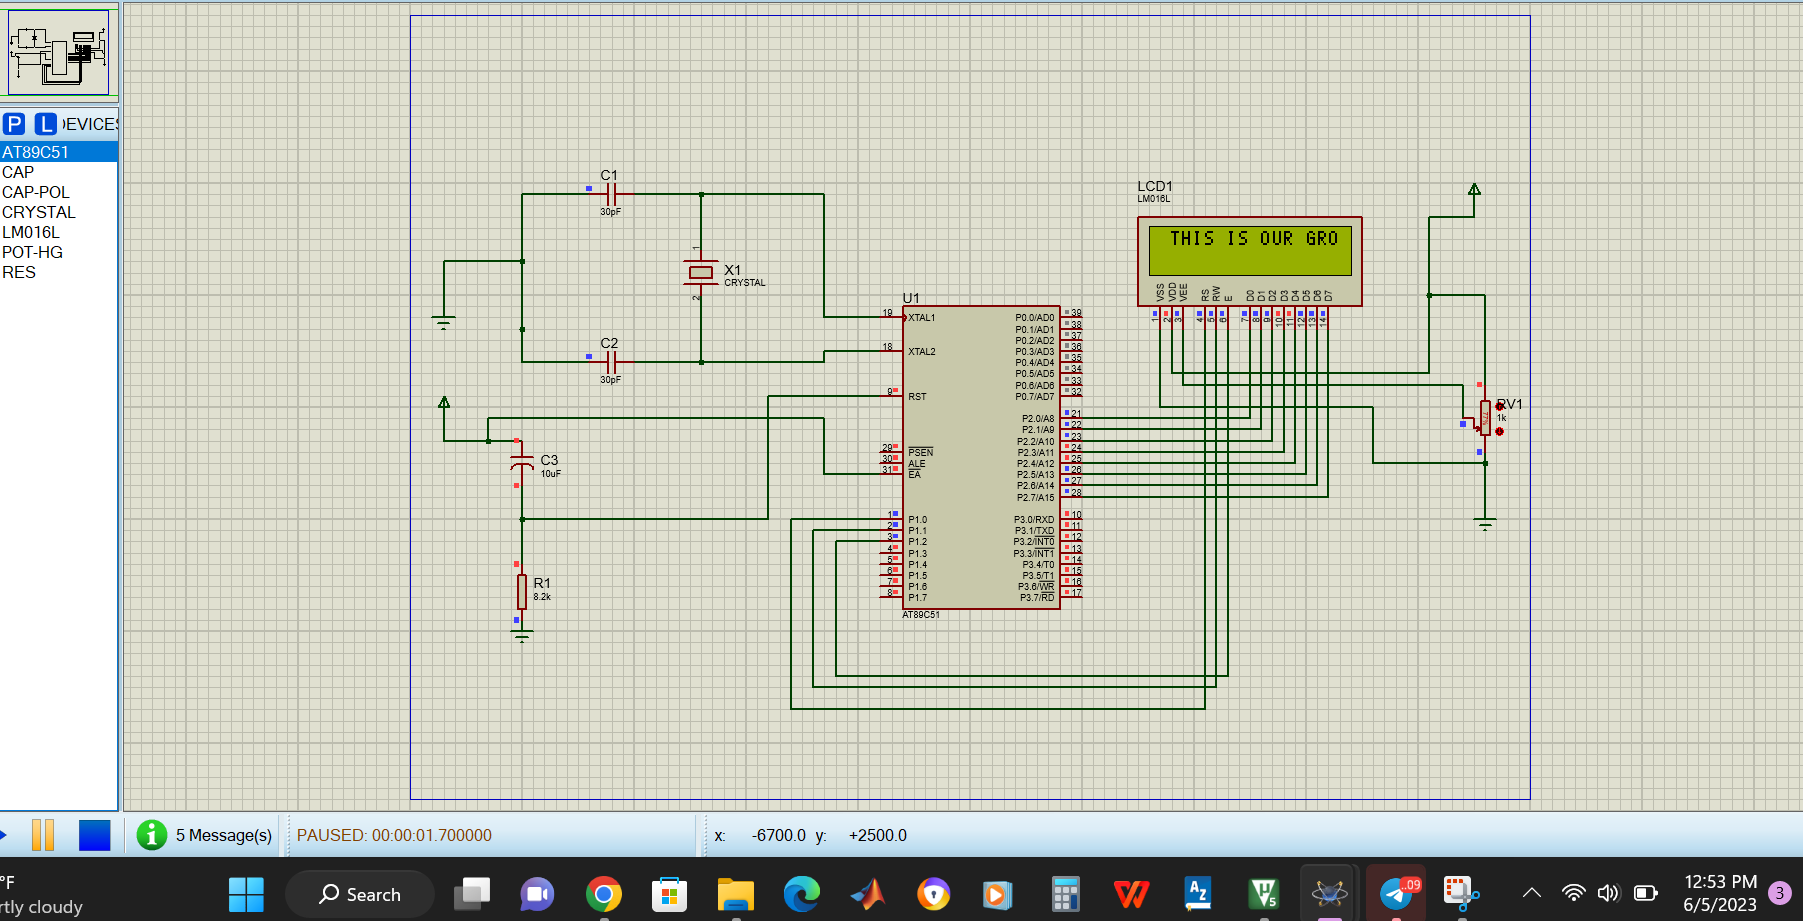 P L DEVICES
AT89C51
CAP
CAP-POL
CRYSTAL
LM016L
POT-HG
RES
C1
30pF
X1
CRYSTAL
1
2
C2
30pF
C3
10uF
R1
8.2k
U1
19 XTAL1
18 XTAL2
9 RST
29 PSEN
30 ALE
31 EA
1 P1.0
2 P1.1
3 P1.2
4 P1.3
5 P1.4
6 P1.5
7 P1.6
8 P1.7
P0.0/AD0 39
P0.1/AD1 38
P0.2/AD2 37
P0.3/AD3 36
P0.4/AD4 35
P0.5/AD5 34
P0.6/AD6 33
P0.7/AD7 32
P2.0/A8 21
P2.1/A9 22
P2.2/A10 23
P2.3/A11 24
P2.4/A12 25
P2.5/A13 26
P2.6/A14 27
P2.7/A15 28
P3.0/RXD 10
P3.1/TXD 11
P3.2/INT0 12
P3.3/INT1 13
P3.4/T0 14
P3.5/T1 15
P3.6/WR 16
P3.7/RD 17
AT89C51
LCD1
LM016L
THIS IS OUR GRO
VSS VDD VEE RS RW E D0 D1 D2 D3 D4 D5 D6 D7
1 2 3 4 5 6 7 8 9 10 11 12 13 14
RV1
1k
5 Message(s)
PAUSED: 00:00:01.700000
x: -6700.0 y: +2500.0
°F
rtly cloudy
Search
.09
12:53 PM
6/5/2023
3